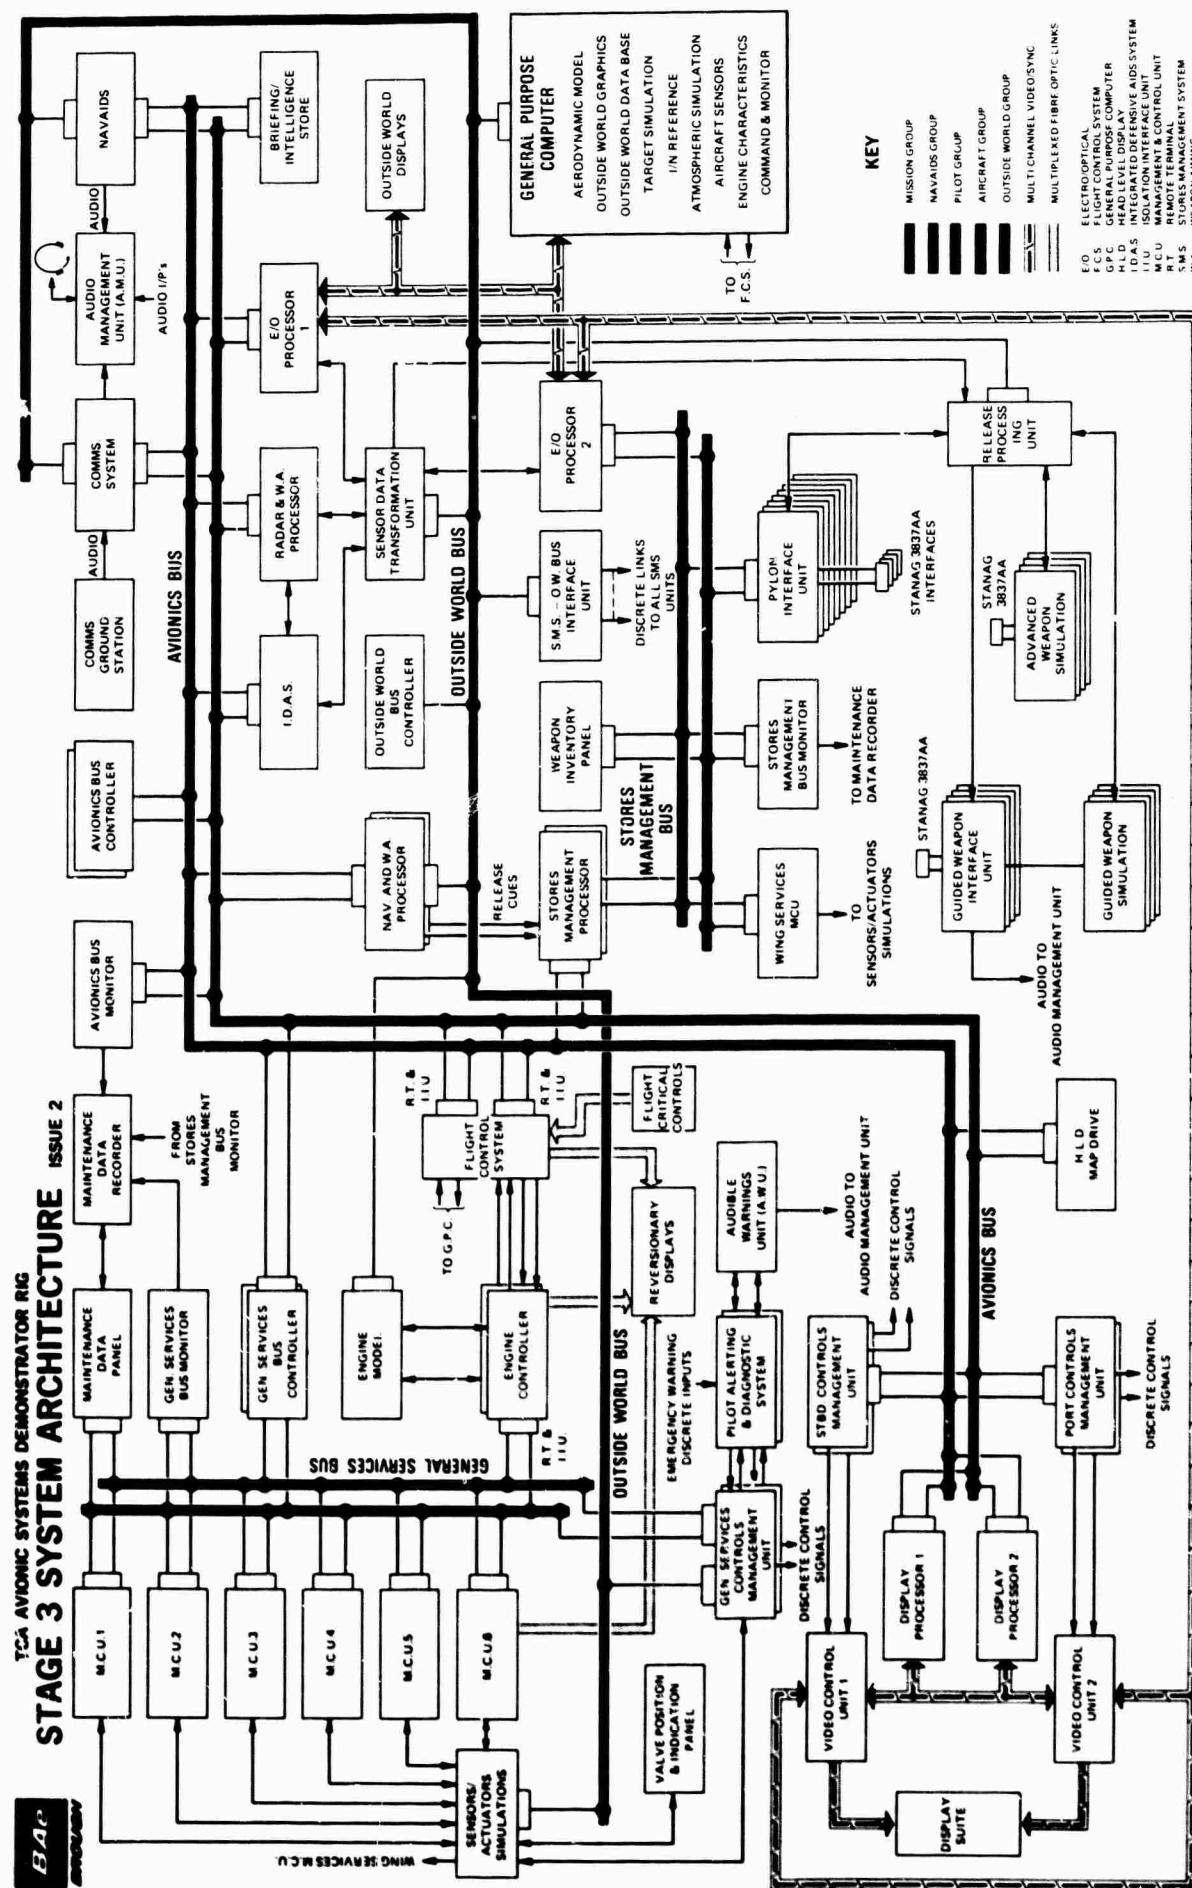 BAe
BROUGH
TCA AVIONIC SYSTEMS DEMONSTRATOR RIG
STAGE 3 SYSTEM ARCHITECTURE ISSUE 2
MAINTENANCE
DATA
PANEL
MAINTENANCE
DATA
RECORDER
AVIONICS BUS
MONITOR
AVIONICS BUS
CONTROLLER
COMMS
GROUND
STATION
AUDIO
COMMS
SYSTEM
AUDIO
MANAGEMENT
UNIT (A.M.U.)
AUDIO
NAVAIDS
AUDIO I/P's
FROM
STORES
MANAGEMENT
BUS
MONITOR
AVIONICS BUS
M.C.U.1
M.C.U.2
M.C.U.3
M.C.U.4
M.C.U.5
M.C.U.6
GEN. SERVICES
BUS MONITOR
GEN SERVICES
BUS
CONTROLLER
GENERAL SERVICES BUS
ENGINE
MODEL
ENGINE
CONTROLLER
R.T. &
I.I.U.
TO G.P.C.
FLIGHT
CONTROL
SYSTEM
R.T. &
I.I.U.
R.T. &
I.I.U.
FLIGHT
CRITICAL
CONTROLS
REVERSIONARY
DISPLAYS
I.D.A.S.
RADAR & W.A.
PROCESSOR
E/O
PROCESSOR
1
BRIEFING/
INTELLIGENCE
STORE
NAV. AND W.A.
PROCESSOR
OUTSIDE WORLD
BUS
CONTROLLER
SENSOR DATA
TRANSFORMATION
UNIT
OUTSIDE WORLD
DISPLAYS
OUTSIDE WORLD BUS
RELEASE
CUES
STORES
MANAGEMENT
PROCESSOR
WEAPON
INVENTORY
PANEL
S.M.S. - O.W. BUS
INTERFACE
UNIT
E/O
PROCESSOR
2
DISCRETE LINKS
TO ALL SMS
UNITS
GENERAL PURPOSE
COMPUTER
AERODYNAMIC MODEL
OUTSIDE WORLD GRAPHICS
OUTSIDE WORLD DATA BASE
TARGET SIMULATION
I/N REFERENCE
ATMOSPHERIC SIMULATION
AIRCRAFT SENSORS
ENGINE CHARACTERISTICS
COMMAND & MONITOR
TO
F.C.S.
STORES
MANAGEMENT
BUS
WING SERVICES
MCU
STORES
MANAGEMENT
BUS MONITOR
PYLON
INTERFACE
UNIT
TO
SENSORS/ACTUATORS
SIMULATIONS
TO MAINTENANCE
DATA RECORDER
STANAG 3837AA
INTERFACES
RELEASE
PROCESS
ING
UNIT
STANAG 3837AA
GUIDED WEAPON
INTERFACE
UNIT
STANAG
3837AA
ADVANCED
WEAPON
SIMULATION
GUIDED WEAPON
SIMULATION
AUDIO TO
AUDIO MANAGEMENT UNIT
WING SERVICES M.C.U.
SENSORS/
ACTUATORS
SIMULATIONS
VALVE POSITION
& INDICATION
PANEL
OUTSIDE WORLD BUS
EMERGENCY WARNING
DISCRETE INPUTS
GEN SERVICES
CONTROLS
MANAGEMENT
UNIT
PILOT ALERTING
& DIAGNOSTIC
SYSTEM
AUDIBLE
WARNINGS
UNIT (A.W.U.)
DISCRETE CONTROL
SIGNALS
AUDIO TO
AUDIO MANAGEMENT UNIT
STBD CONTROLS
MANAGEMENT
UNIT
DISCRETE CONTROL
SIGNALS
AVIONICS BUS
H L D
MAP DRIVE
DISPLAY
PROCESSOR 1
DISPLAY
PROCESSOR 2
VIDEO CONTROL
UNIT 1
VIDEO CONTROL
UNIT 2
DISPLAY
SUITE
PORT CONTROLS
MANAGEMENT
UNIT
DISCRETE CONTROL
SIGNALS
KEY
MISSION GROUP
NAVAIDS GROUP
PILOT GROUP
AIRCRAFT GROUP
OUTSIDE WORLD GROUP
MULTI CHANNEL VIDEO/SYNC
MULTIPLEXED FIBRE OPTIC LINKS
E/O ELECTRO/OPTICAL
F.C.S FLIGHT CONTROL SYSTEM
G.P.C GENERAL PURPOSE COMPUTER
H.L.D HEAD LEVEL DISPLAY
I.D.A.S INTEGRATED DEFENSIVE AIDS SYSTEM
I.I.U ISOLATION INTERFACE UNIT
M.C.U MANAGEMENT & CONTROL UNIT
R.T REMOTE TERMINAL
S.M.S STORES MANAGEMENT SYSTEM